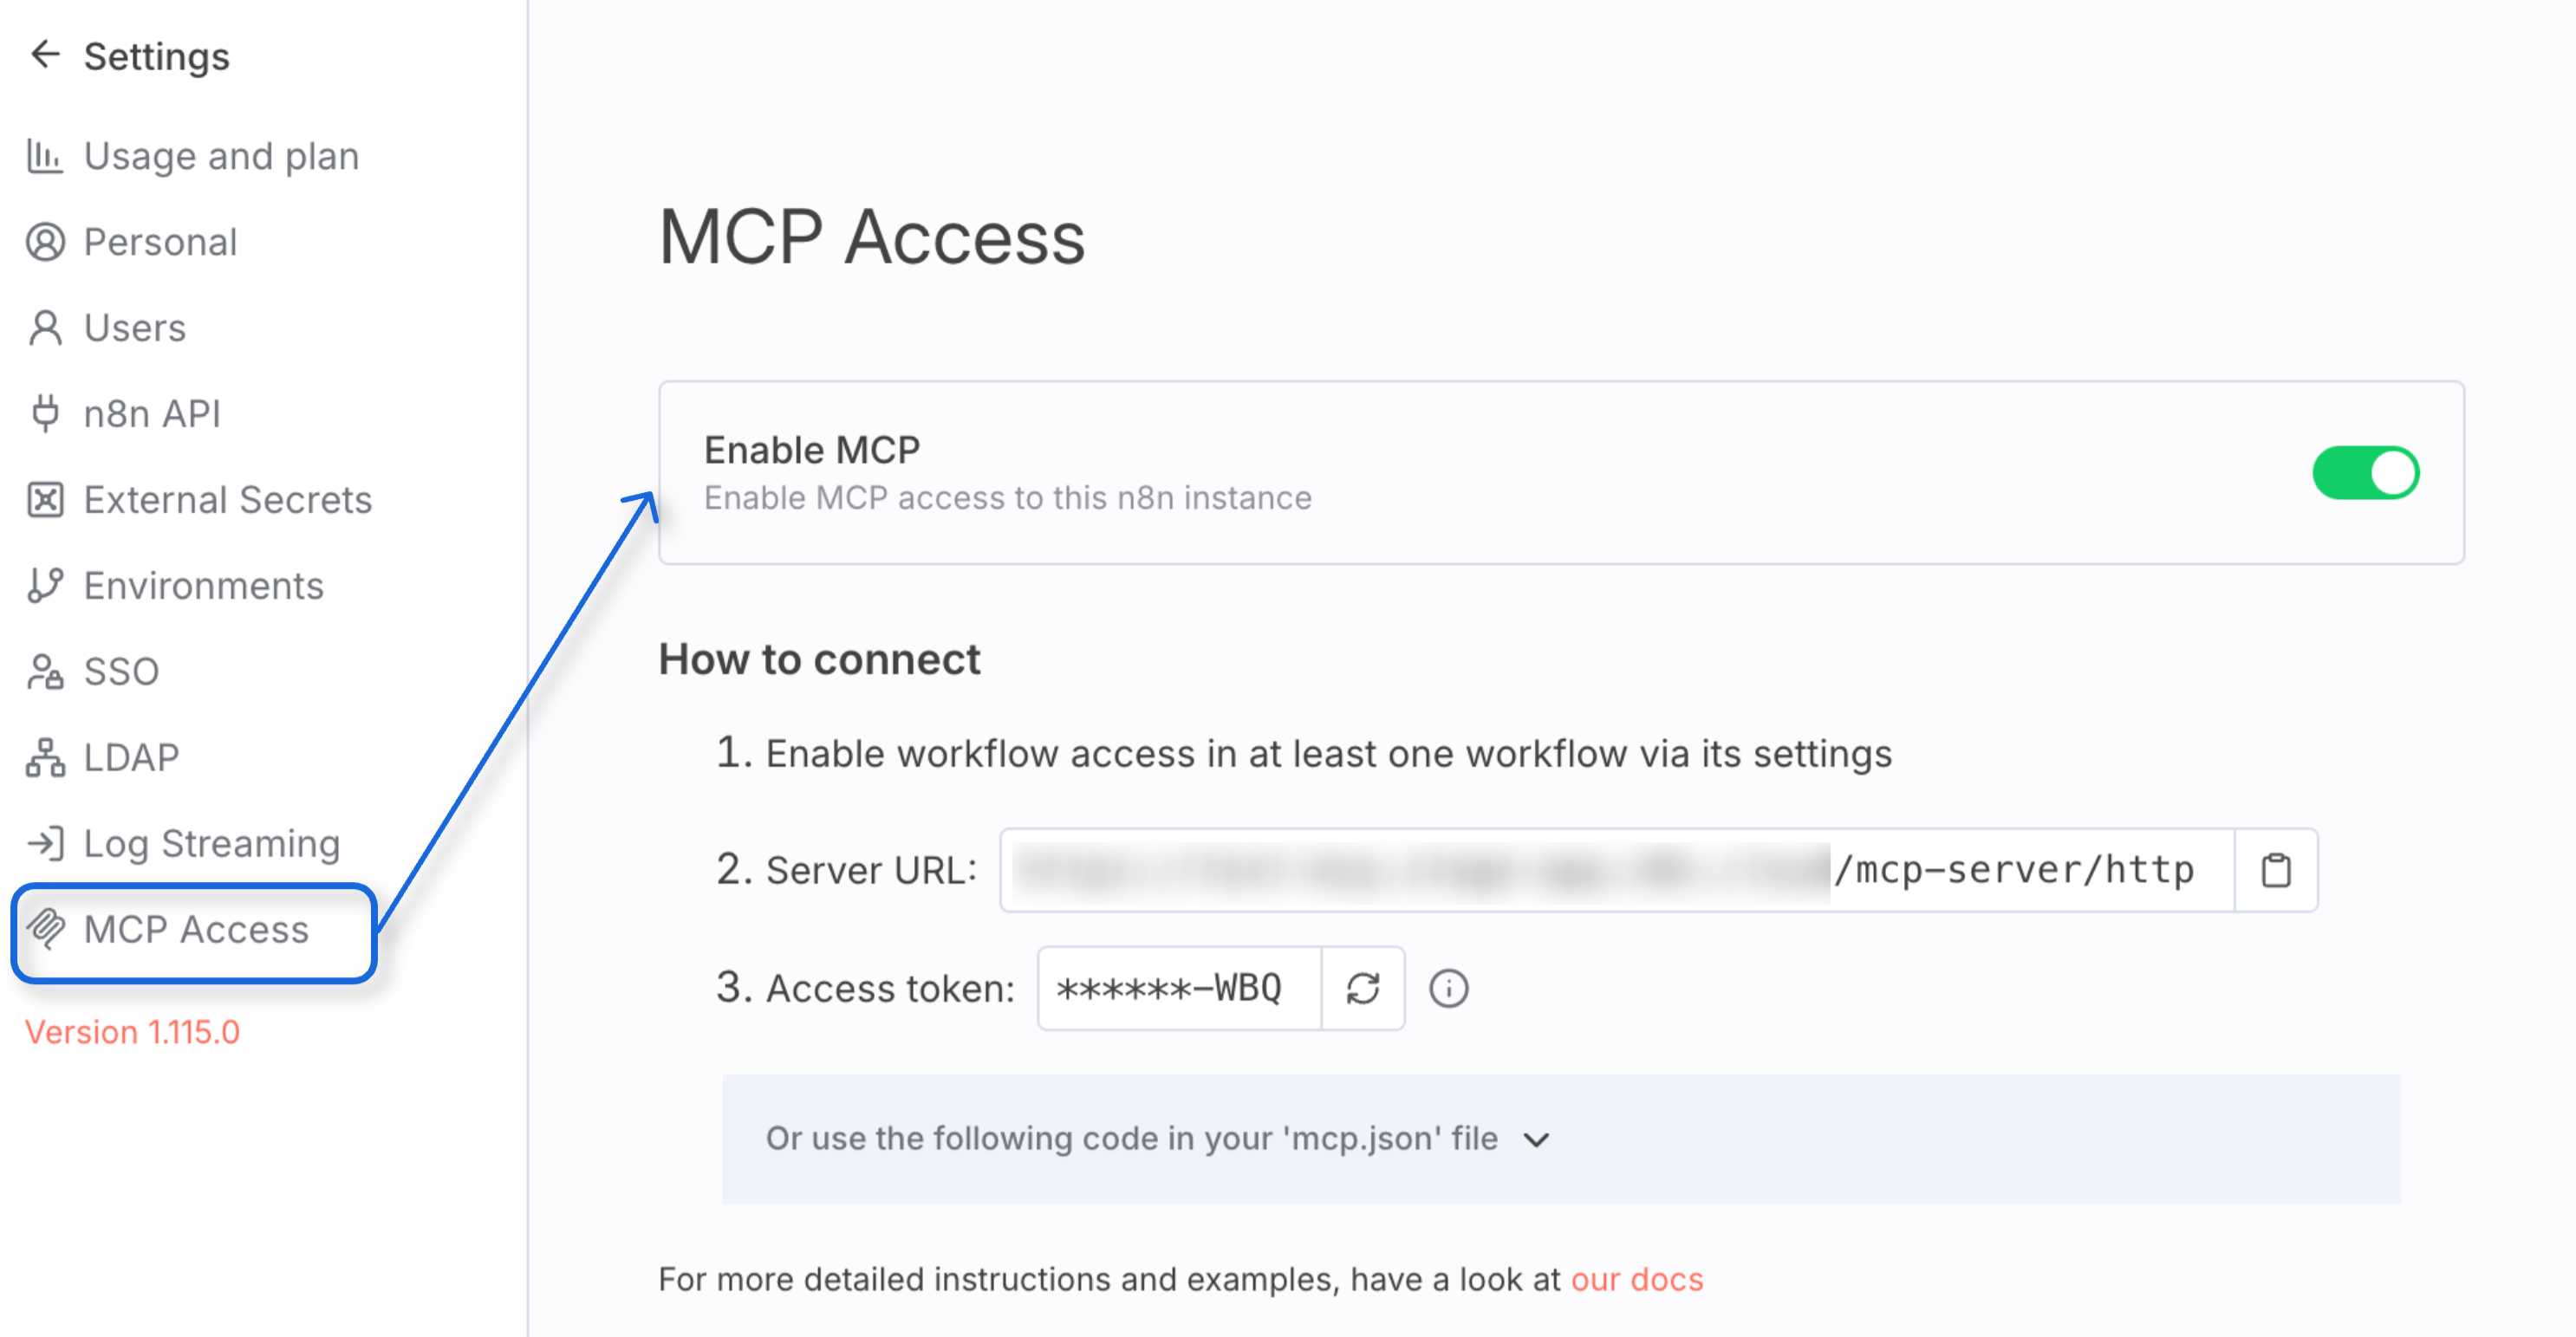 Settings
Usage and plan
Personal
Users
n8n API
External Secrets
Environments
SSO
LDAP
Log Streaming
MCP Access
Version 1.115.0
MCP Access
Enable MCP
Enable MCP access to this n8n instance
How to connect
1. Enable workflow access in at least one workflow via its settings
2. Server URL: /mcp-server/http
3. Access token: ******-WBQ
Or use the following code in your 'mcp.json' file
For more detailed instructions and examples, have a look at our docs